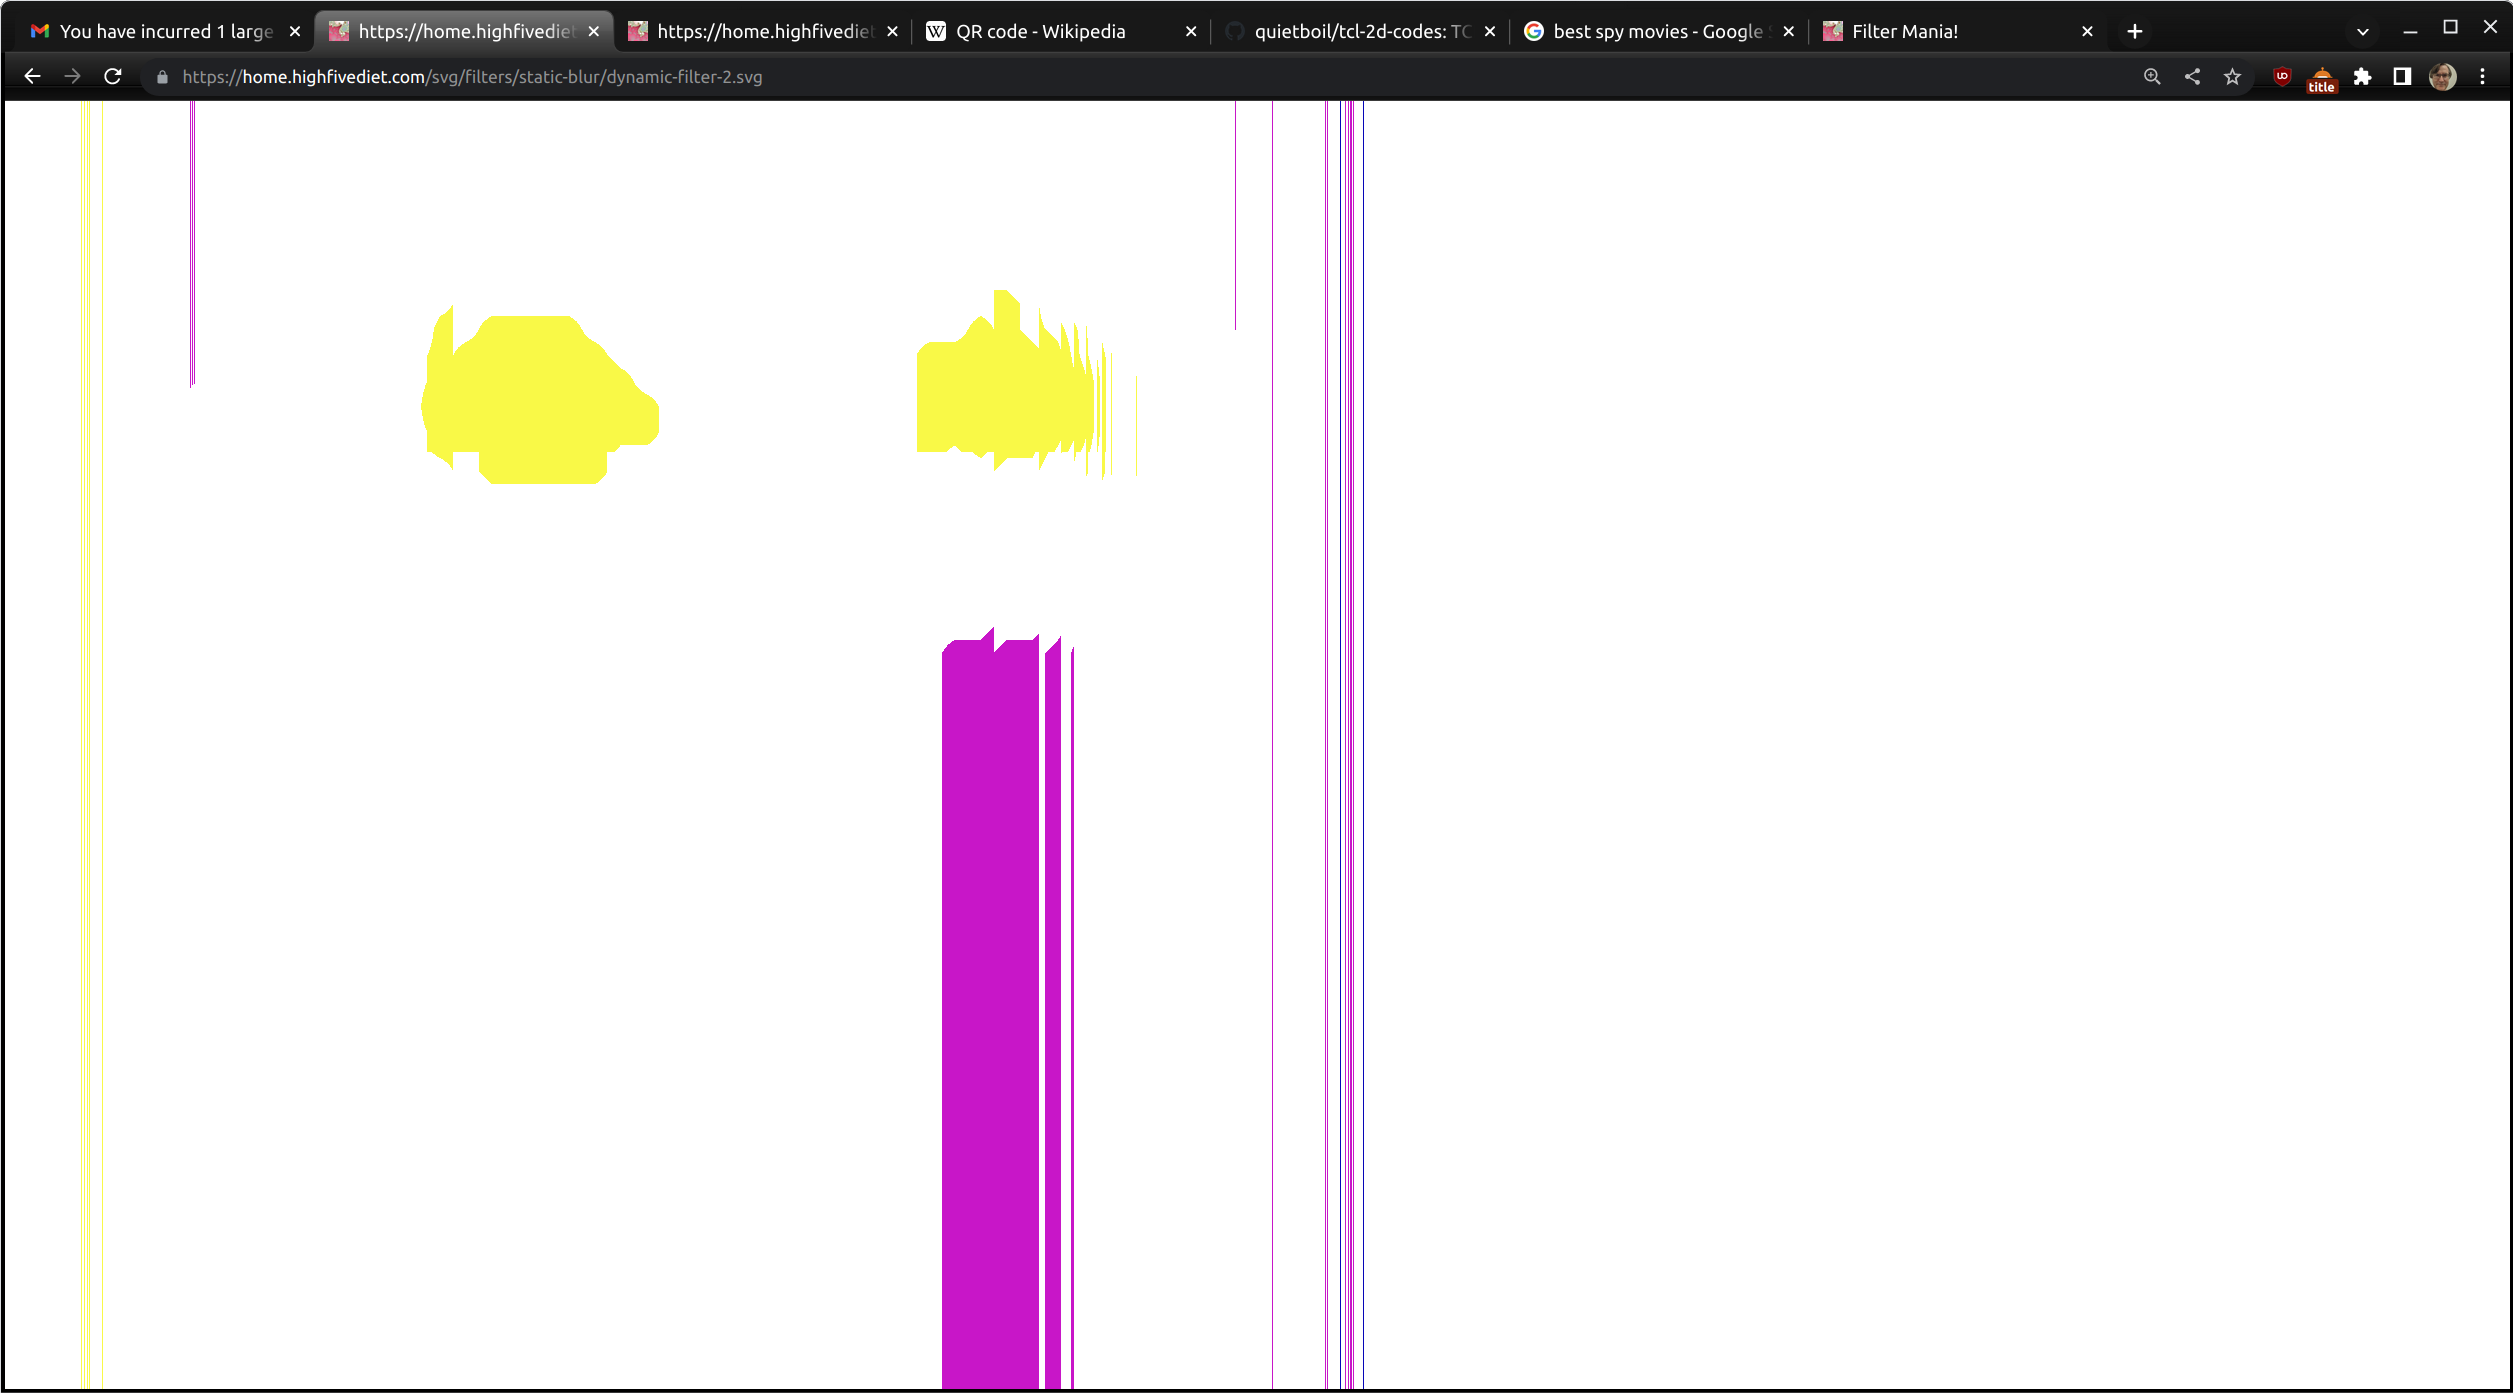 You have incurred 1 large
https://home.highfivediet
https://home.highfivediet
W QR code - Wikipedia
quietboil/tcl-2d-codes: TC
G best spy movies - Google S
Filter Mania!
https://home.highfivediet.com/svg/filters/static-blur/dynamic-filter-2.svg
title